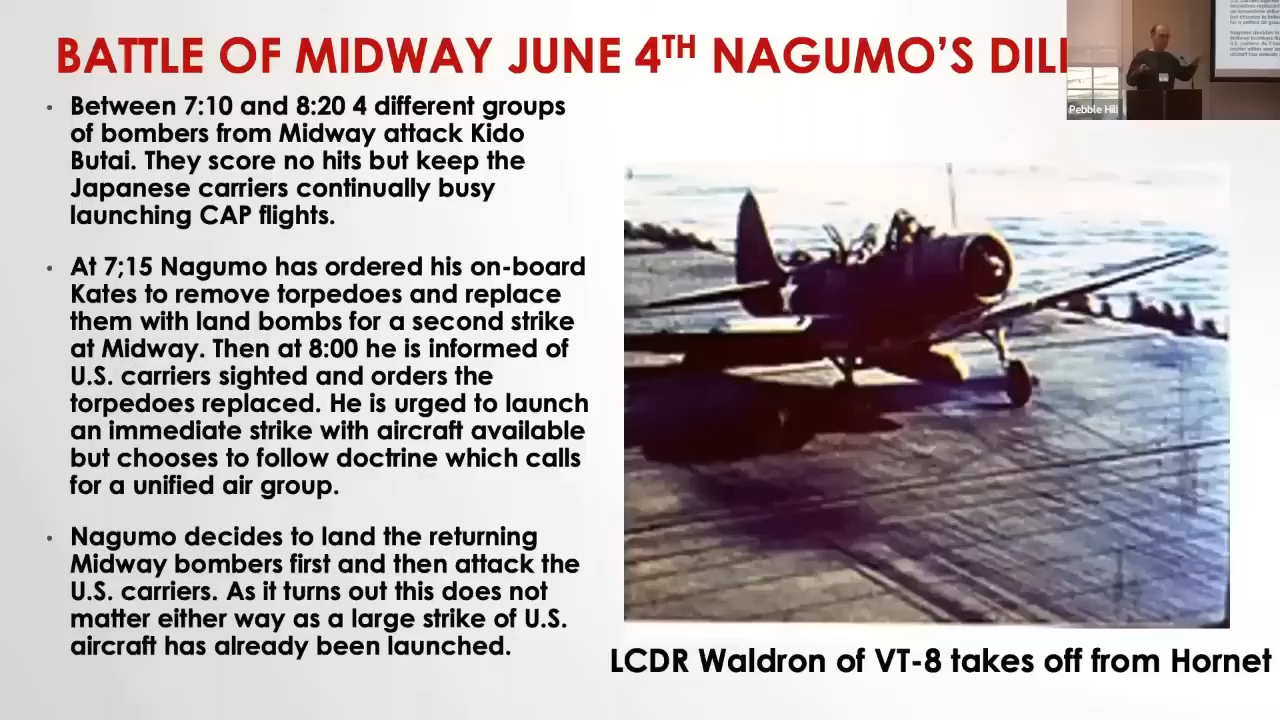 BATTLE OF MIDWAY JUNE 4TH NAGUMO'S DIL
Pebble Hill
• Between 7:10 and 8:20 4 different groups
of bombers from Midway attack Kido
Butai. They score no hits but keep the
Japanese carriers continually busy
launching CAP flights.
• At 7;15 Nagumo has ordered his on-board
Kates to remove torpedoes and replace
them with land bombs for a second strike
at Midway. Then at 8:00 he is informed of
U.S. carriers sighted and orders the
torpedoes replaced. He is urged to launch
an immediate strike with aircraft available
but chooses to follow doctrine which calls
for a unified air group.
• Nagumo decides to land the returning
Midway bombers first and then attack the
U.S. carriers. As it turns out this does not
matter either way as a large strike of U.S.
aircraft has already been launched.
LCDR Waldron of VT-8 takes off from Hornet